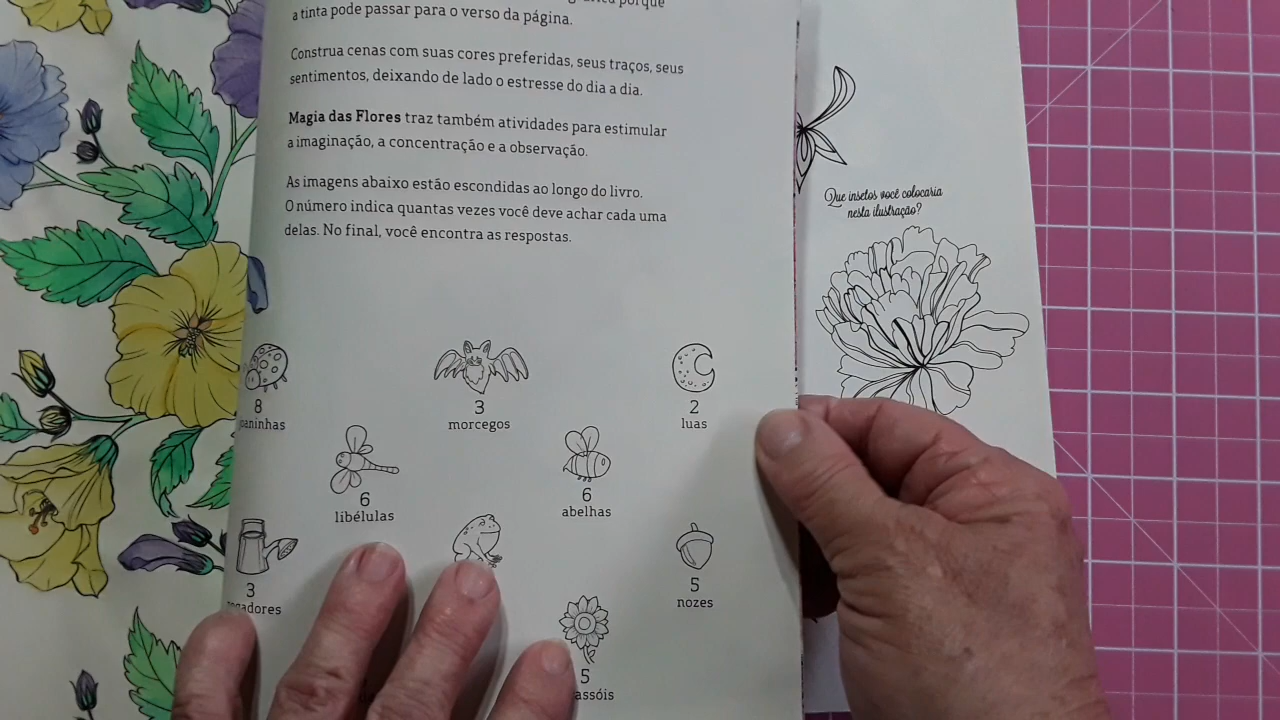 porque
a tinta pode passar para o verso da página.
Construa cenas com suas cores preferidas, seus traços, seus
sentimentos, deixando de lado o estresse do dia a dia.
Magia das Flores traz também atividades para estimular
a imaginação, a concentração e a observação.
As imagens abaixo estão escondidas ao longo do livro.
O número indica quantas vezes você deve achar cada uma
delas. No final, você encontra as respostas.
8
3
morcegos
2
luas
6
libélulas
6
abelhas
3
5
nozes
5
Que insetos você colocaria
nesta ilustração?